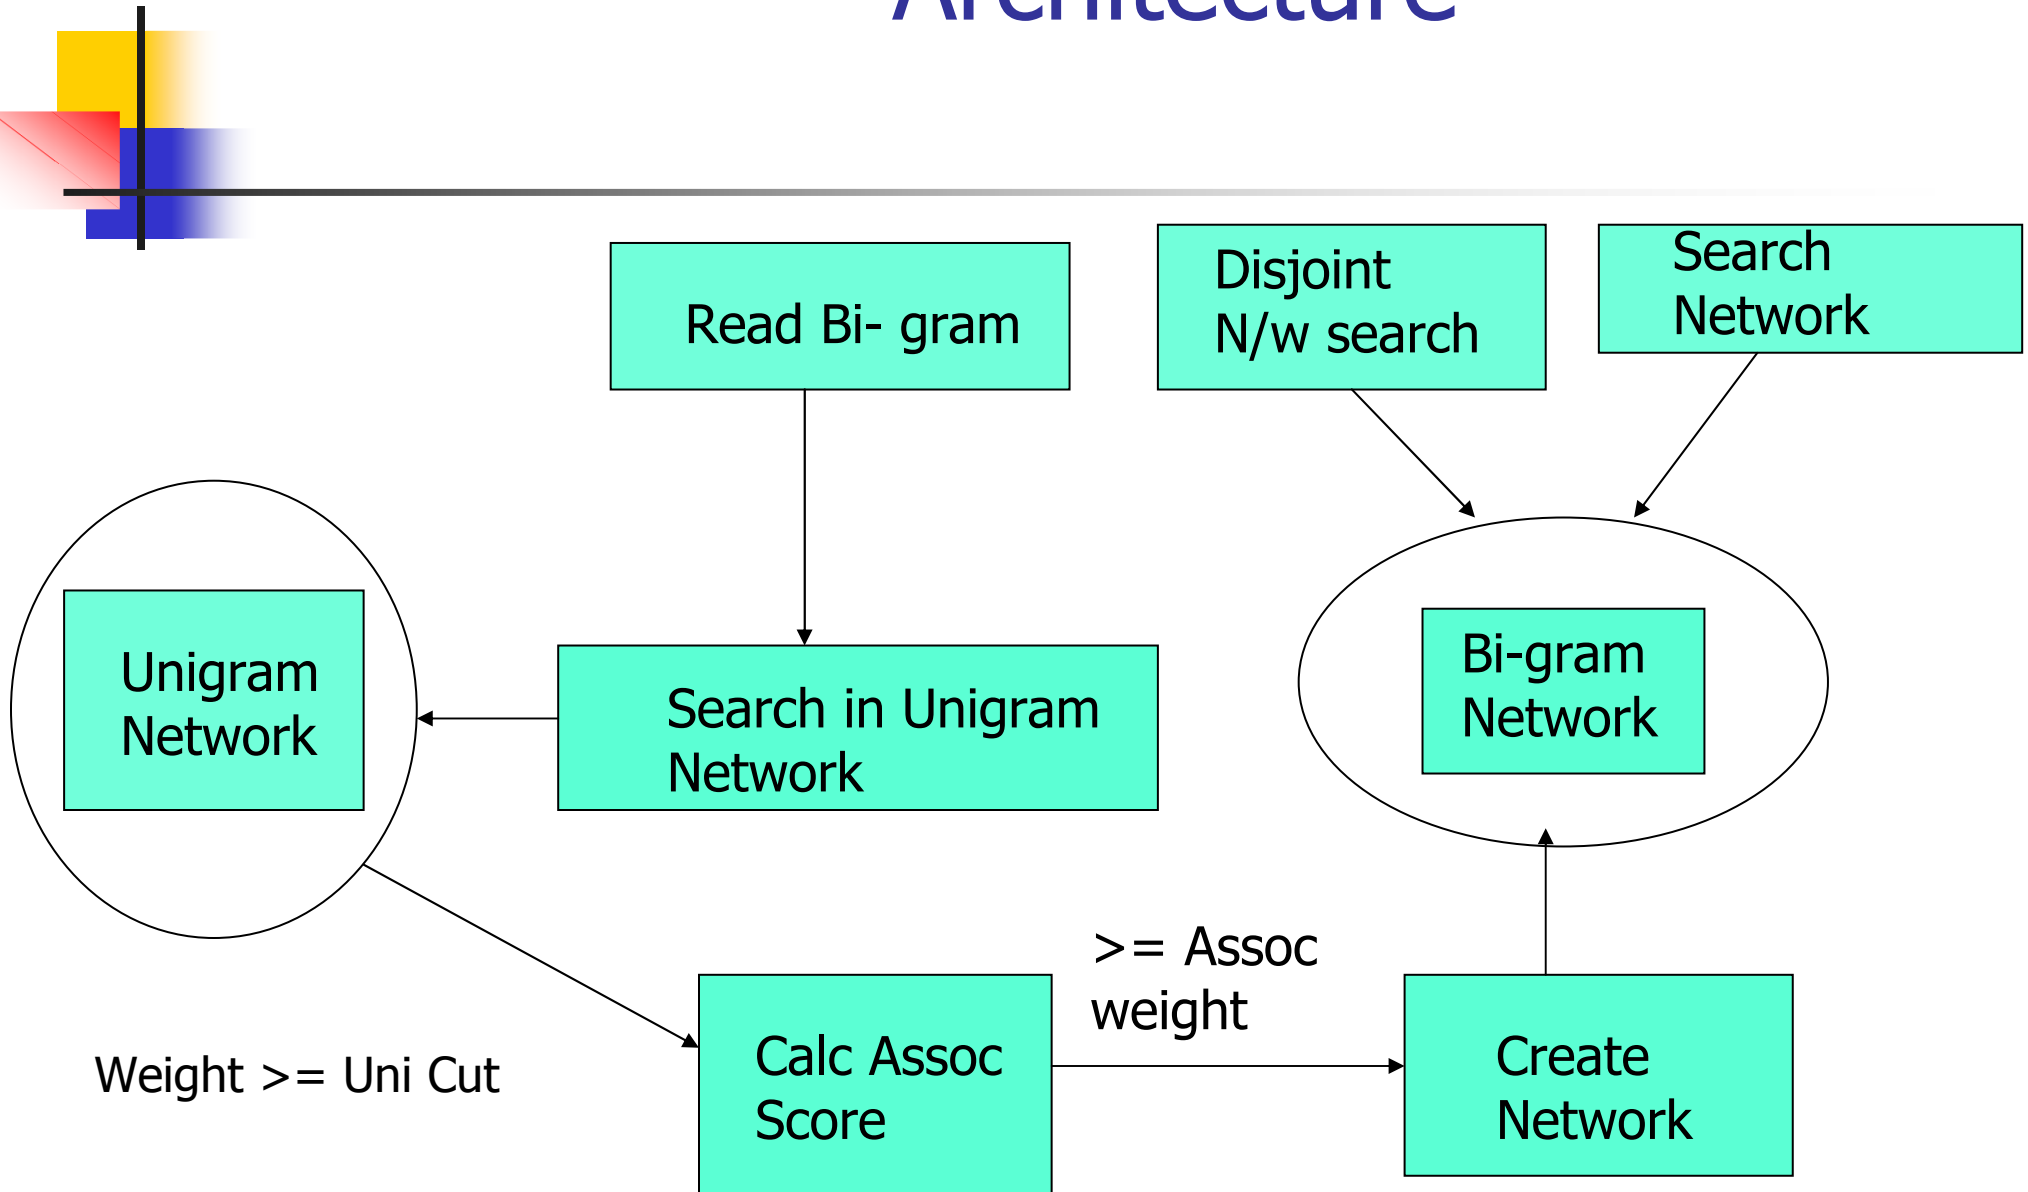 Architecture
Read Bi- gram
Disjoint
N/w search
Search
Network
Unigram
Network
Search in Unigram
Network
Bi-gram
Network
>= Assoc
weight
Weight >= Uni Cut
Calc Assoc
Score
Create
Network